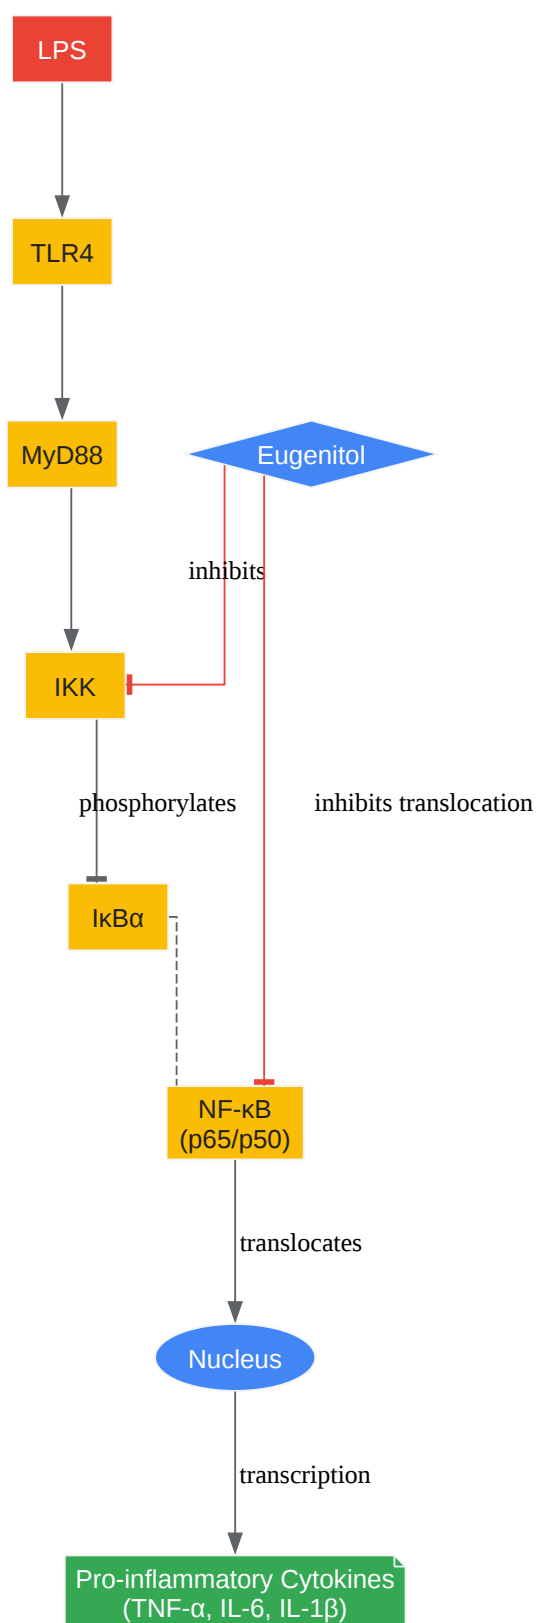 LPS
TLR4
MyD88
Eugenitol
inhibits
IKK
phosphorylates
inhibits translocation
IκBα
NF-κB
(p65/p50)
translocates
Nucleus
transcription
Pro-inflammatory Cytokines
(TNF-α, IL-6, IL-1β)